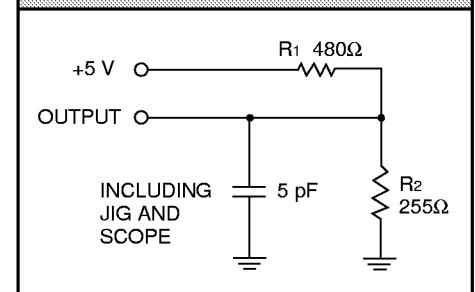 R1 480Ω
+5 V
OUTPUT
INCLUDING
JIG AND
SCOPE
5 pF
R2
255Ω